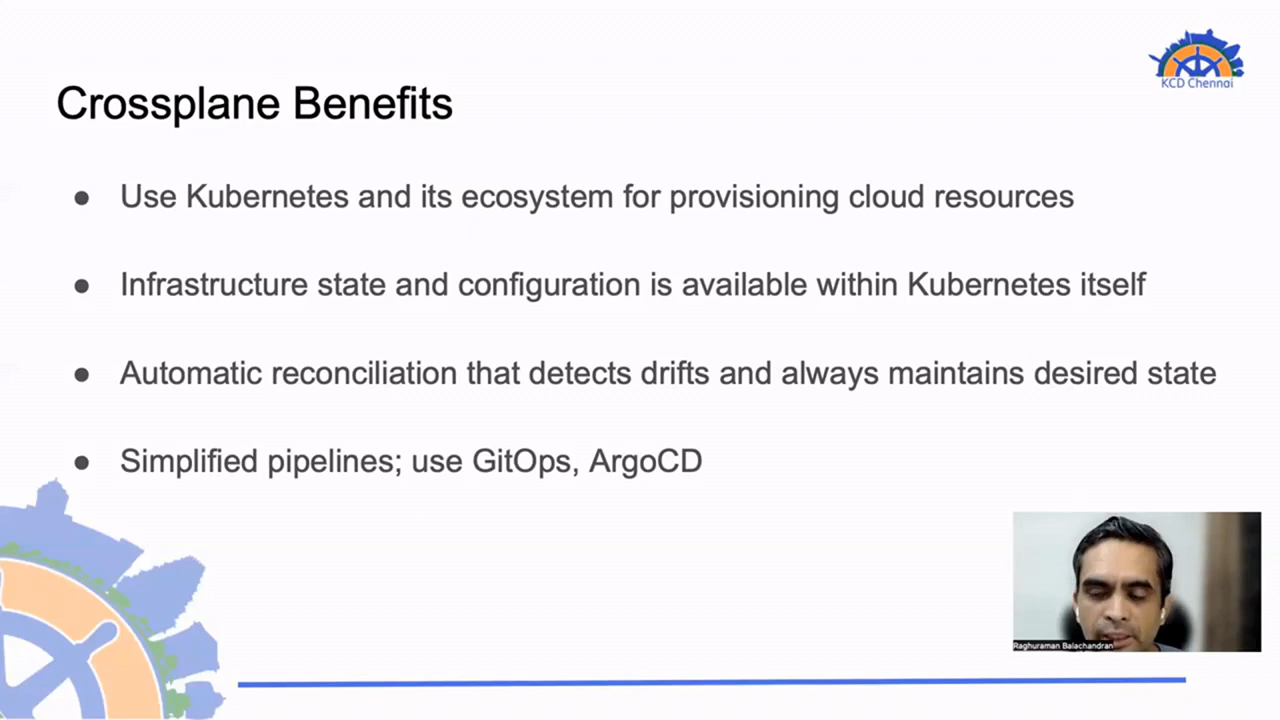 KCD Chennai
Crossplane Benefits
● Use Kubernetes and its ecosystem for provisioning cloud resources
● Infrastructure state and configuration is available within Kubernetes itself
● Automatic reconciliation that detects drifts and always maintains desired state
● Simplified pipelines; use GitOps, ArgoCD
Raghuraman Balachandran